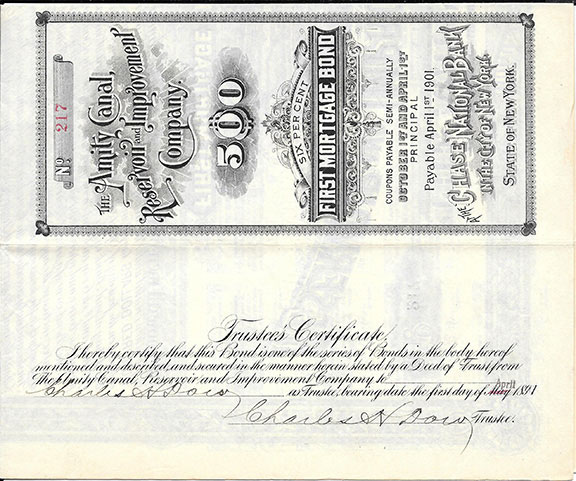 No 217
THE Amity Canal,
Reservoir and Improvement
Company.
500
SIX PER CENT
FIRST MORTGAGE BOND
COUPONS PAYABLE SEMI-ANNUALLY
OCTOBER 1ST AND APRIL 1ST
PRINCIPAL
Payable April 1ST 1901.
AT THE CHASE NATIONAL BANK
IN THE CITY OF NEW YORK.
STATE OF NEW YORK.
Trustee's Certificate
I hereby certify that this Bond is one of the series of Bonds in the body hereof
mentioned and described, and secured in the manner herein stated by a Deed of Trust from
The Amity Canal, Reservoir and Improvement Company to
Charles H Dow as Trustee, bearing date the first day of May April 1891
Charles H Dow Trustee.